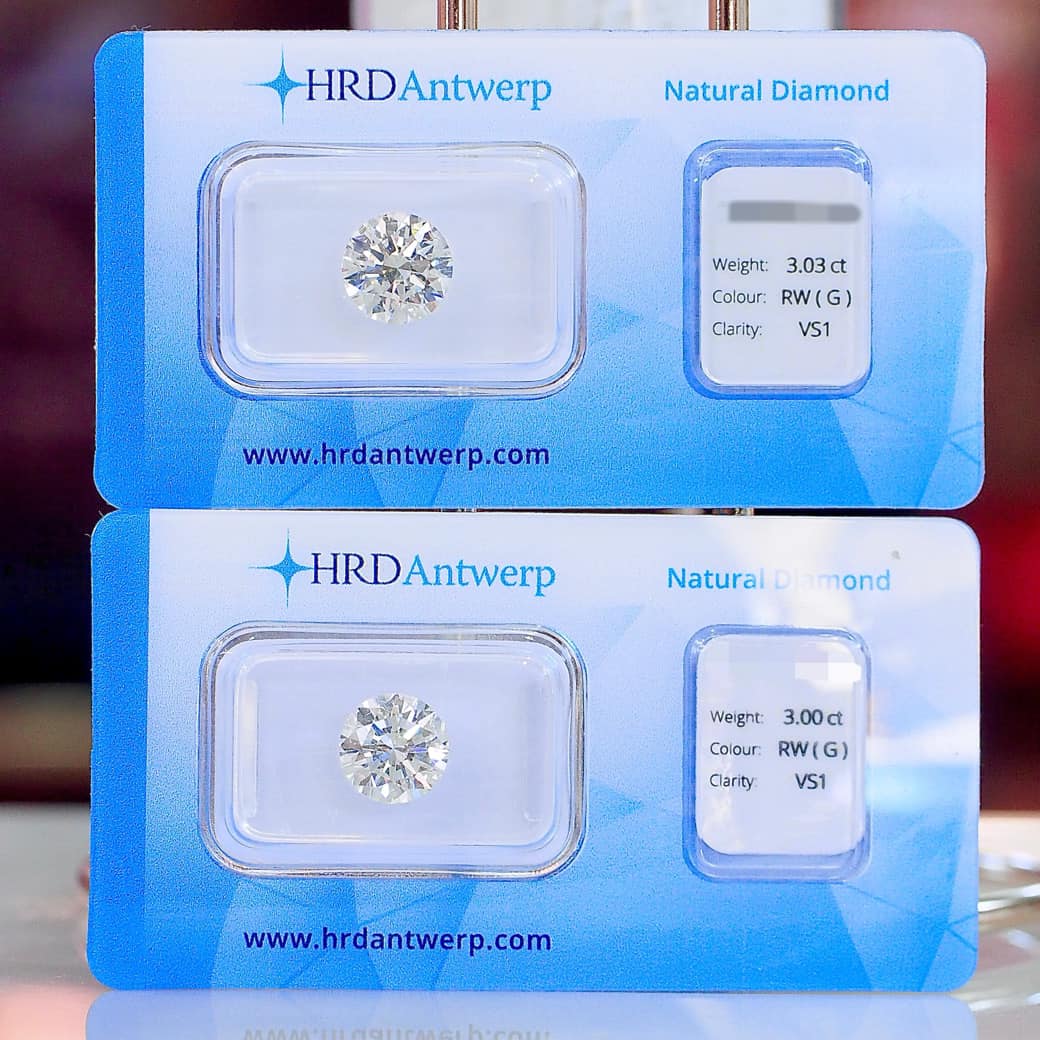 HRDAntwerp
Natural Diamond
Weight: 3.03 ct
Colour: RW ( G )
Clarity: VS1
www.hrdantwerp.com
HRDAntwerp
Natural Diamond
Weight: 3.00 ct
Colour: RW ( G )
Clarity: VS1
www.hrdantwerp.com